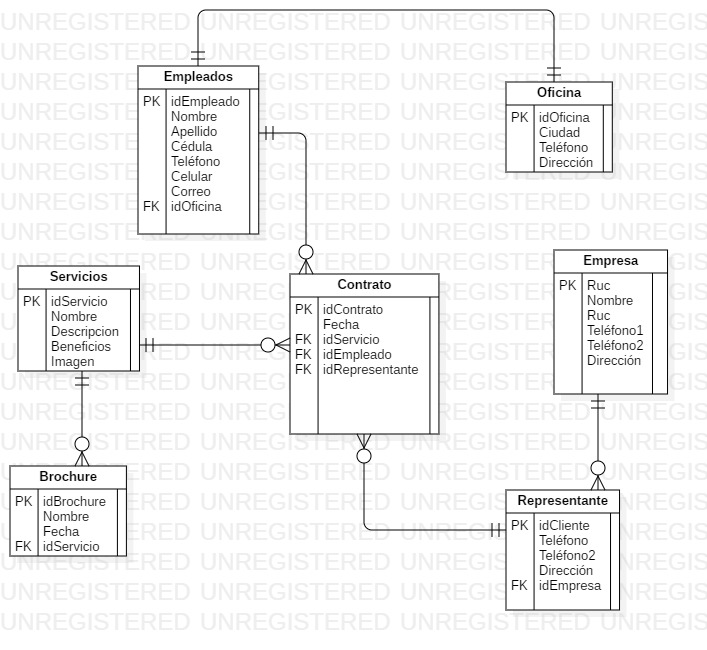 Empleados
PK idEmpleado
Nombre
Apellido
Cédula
Teléfono
Celular
Correo
FK idOficina
Oficina
PK idOficina
Ciudad
Teléfono
Dirección
Servicios
PK idServicio
Nombre
Descripcion
Beneficios
Imagen
Contrato
PK idContrato
Fecha
FK idServicio
FK idEmpleado
FK idRepresentante
Empresa
PK Ruc
Nombre
Ruc
Teléfono1
Teléfono2
Dirección
Brochure
PK idBrochure
Nombre
Fecha
FK idServicio
Representante
PK idCliente
Teléfono
Teléfono2
Dirección
FK idEmpresa
UNREGISTERED